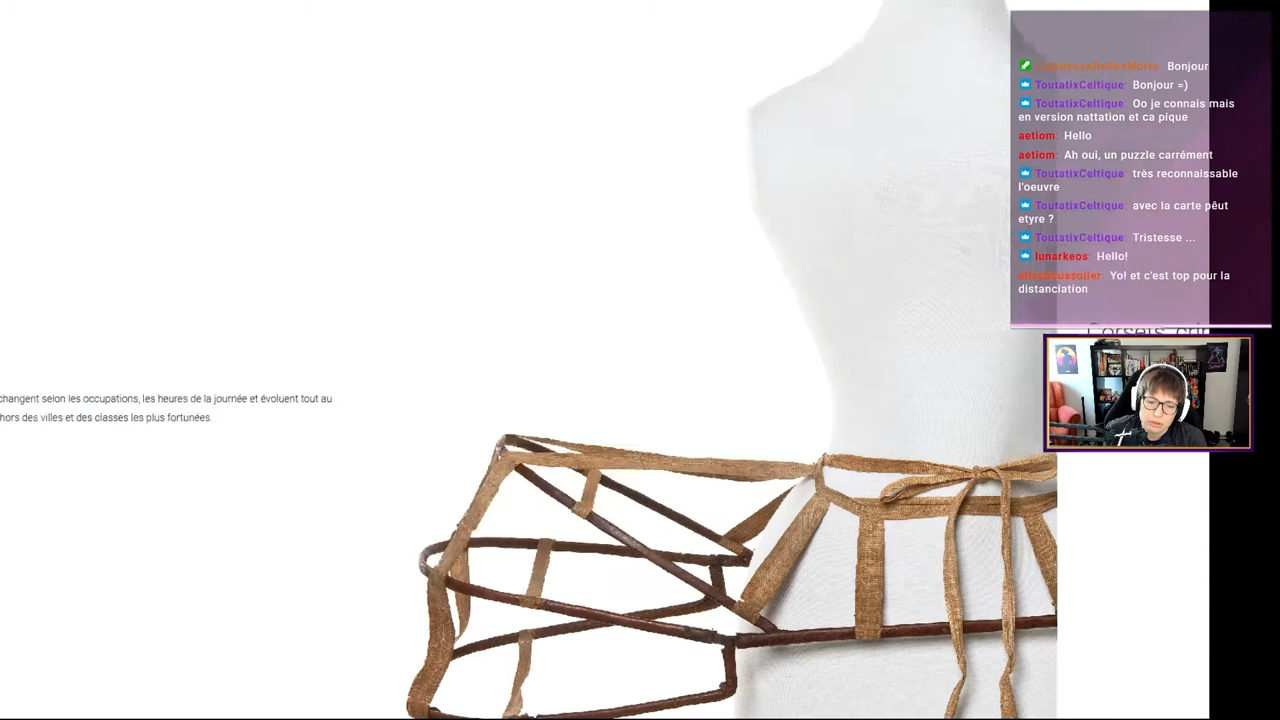 Bonjour
ToutatixCeltique: Bonjour =)
ToutatixCeltique: Oo je connais mais
en version nattation et ca pique
aetiom: Hello
aetiom: Ah oui, un puzzle carrément
ToutatixCeltique: très reconnaissable
l'oeuvre
ToutatixCeltique: avec la carte pêut
etyre ?
ToutatixCeltique: Tristesse ...
lunarkeos: Hello!
Yo! et c'est top pour la
distanciation
Corsets, crin
changent selon les occupations, les heures de la journée et évoluent tout au
hors des villes et des classes les plus fortunées.